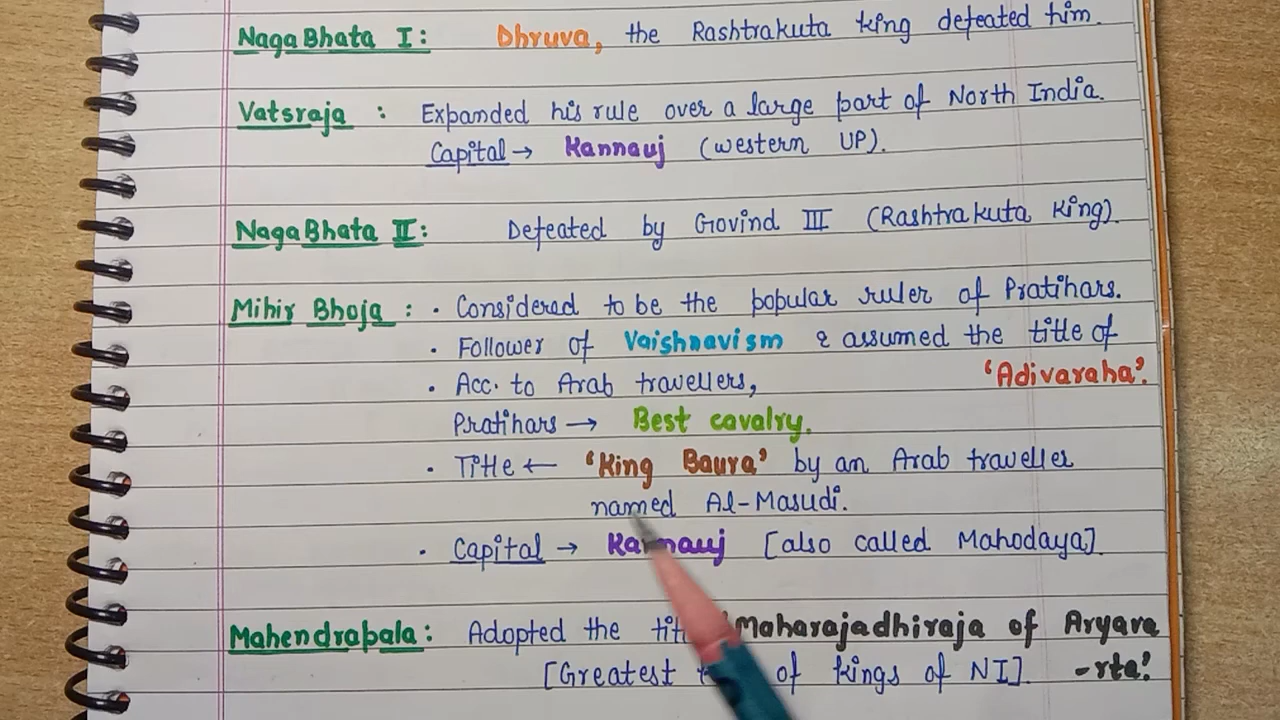 NagaBhata I: Dhruva, the Rashtrakuta king defeated him.
Vatsraja : Expanded his rule over a large part of North India.
Capital → Kannauj (western UP).
NagaBhata II: Defeated by Govind III (Rashtrakuta King).
Mihir Bhoja : · Considered to be the popular ruler of Pratihars.
· Follower of Vaishnavism & assumed the title of
'Adivaraha'.
· Acc. to Arab travellers,
Pratihars → Best cavalry.
· Title ← 'King Baura' by an Arab traveller
named Al-Masudi.
· Capital → Kannauj [also called Mahodaya]
Mahendrapala: Adopted the Maharajadhiraja of Aryava
-rta'
[Greatest of kings of NI].